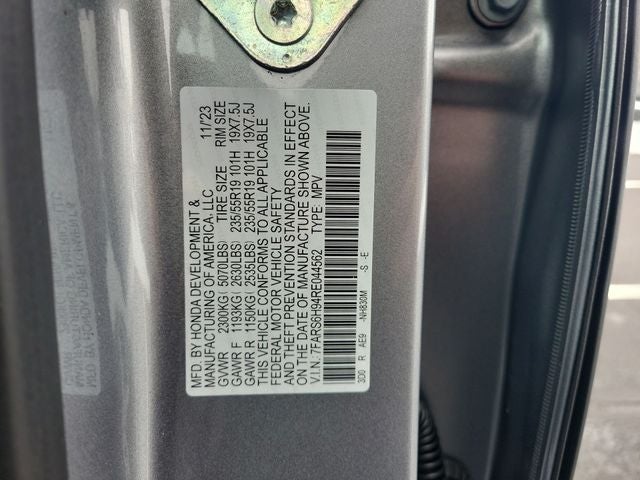 MFD. BY HONDA DEVELOPMENT & 11/'23
MANUFACTURING OF AMERICA, LLC
GVWR 2300KG( 5070LBS) TIRE SIZE RIM SIZE
GAWR F 1193KG( 2630LBS) 235/55R19 101H 19X7.5J
GAWR R 1150KG( 2535LBS) 235/55R19 101H 19X7.5J
THIS VEHICLE CONFORMS TO ALL APPLICABLE
FEDERAL MOTOR VEHICLE SAFETY
AND THEFT PREVENTION STANDARDS IN EFFECT
ON THE DATE OF MANUFACTURE SHOWN ABOVE.
V.I.N.: 7FARS6H94RE044562 TYPE: MPV
3D0 R AE9 -NH830M -S -E